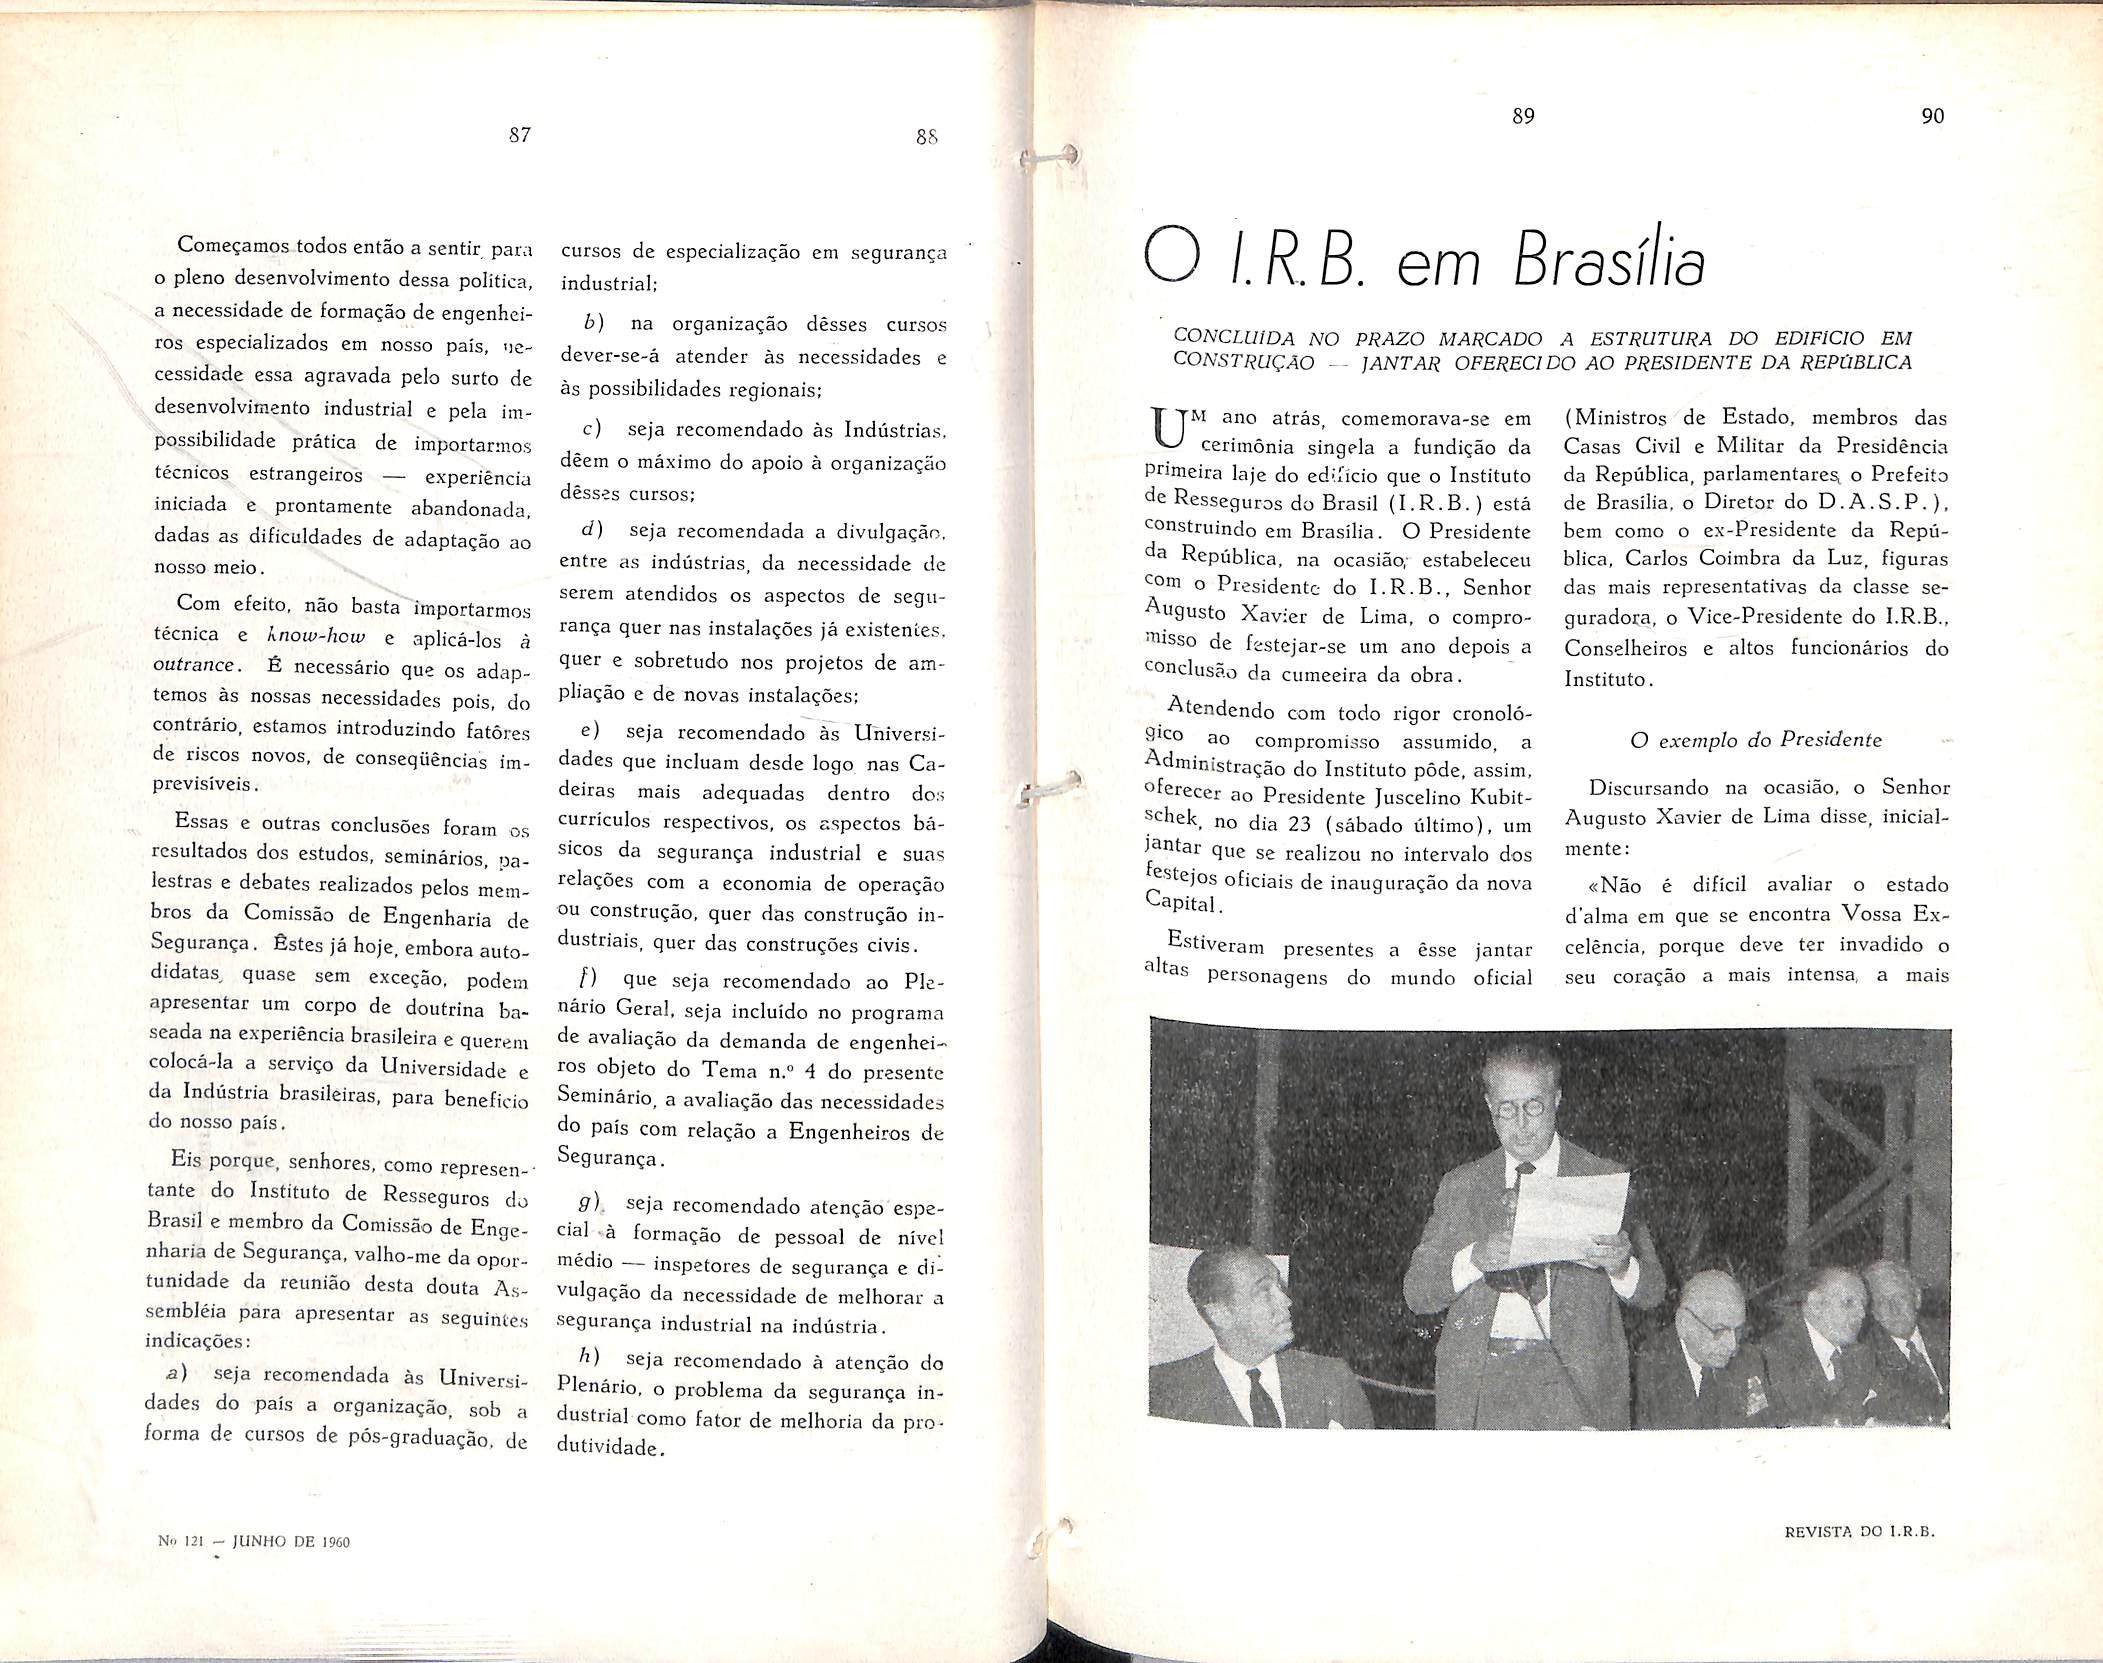 87
Começamos todos então a sentir, para
o pleno desenvolvimento dessa política,
a necessidade de formação de engenhei-
ros especializados em nosso país, ne-
cessidade essa agravada pelo surto de
desenvolvimento industrial e pela im-
possibilidade prática de importarmos
técnicos estrangeiros — experiência
iniciada e prontamente abandonada,
dadas as dificuldades de adaptação ao
nosso meio.
Com efeito, não basta importarmos
técnica e know-how e aplicá-los à
outrance. É necessário que os adap-
temos às nossas necessidades pois, do
contrário, estamos introduzindo fatôres
de riscos novos, de conseqüências im-
previsíveis.
Essas e outras conclusões foram os
resultados dos estudos, seminários, pa-
lestras e debates realizados pelos mem-
bros da Comissão de Engenharia de
Segurança. Êstes já hoje, embora auto-
didatas, quase sem exceção, podem
apresentar um corpo de doutrina ba-
seada na experiência brasileira e querem
colocá-la a serviço da Universidade e
da Indústria brasileiras, para benefício
do nosso país.
Eis porque, senhores, como represen-
tante do Instituto de Resseguros do
Brasil e membro da Comissão de Enge-
nharia de Segurança, valho-me da opor-
tunidade da reunião desta douta As-
sembléia para apresentar as seguintes
indicações:
a) seja recomendada às Universi-
dades do país a organização, sob a
forma de cursos de pós-graduação, de
88
cursos de especialização em segurança
industrial;
b) na organização dêsses cursos
dever-se-á atender às necessidades e
às possibilidades regionais;
c) seja recomendado às Indústrias,
dêem o máximo do apoio à organização
dêsses cursos;
d) seja recomendada a divulgação,
entre as indústrias, da necessidade de
serem atendidos os aspectos de segu-
rança quer nas instalações já existentes,
quer e sobretudo nos projetos de am-
pliação e de novas instalações;
e) seja recomendado às Universi-
dades que incluam desde logo nas Ca-
deiras mais adequadas dentro dos
currículos respectivos, os aspectos bá-
sicos da segurança industrial e suas
relações com a economia de operação
ou construção, quer das construção in-
dustriais, quer das construções civis.
f) que seja recomendado ao Ple-
nário Geral, seja incluído no programa
de avaliação da demanda de engenhei-
ros objeto do Tema n.º 4 do presente
Seminário, a avaliação das necessidades
do país com relação a Engenheiros de
Segurança.
g) seja recomendado atenção espe-
cial à formação de pessoal de nível
médio — inspetores de segurança e di-
vulgação da necessidade de melhorar a
segurança industrial na indústria.
h) seja recomendado à atenção do
Plenário, o problema da segurança in-
dustrial como fator de melhoria da pro-
dutividade.
Nº 121 — JUNHO DE 1960
89
90
O I.R.B. em Brasília
CONCLUÍDA NO PRAZO MARCADO A ESTRUTURA DO EDIFÍCIO EM
CONSTRUÇÃO — JANTAR OFERECIDO AO PRESIDENTE DA REPÚBLICA
UM ano atrás, comemorava-se em
cerimônia singela a fundição da
primeira laje do edifício que o Instituto
de Resseguros do Brasil (I.R.B.) está
construindo em Brasília. O Presidente
da República, na ocasião, estabeleceu
com o Presidente do I.R.B., Senhor
Augusto Xavier de Lima, o compro-
misso de festejar-se um ano depois a
conclusão da cumeeira da obra.
Atendendo com todo rigor cronoló-
gico ao compromisso assumido, a
Administração do Instituto pôde, assim,
oferecer ao Presidente Juscelino Kubit-
schek, no dia 23 (sábado último), um
jantar que se realizou no intervalo dos
festejos oficiais de inauguração da nova
Capital.
Estiveram presentes a êsse jantar
altas personagens do mundo oficial
(Ministros de Estado, membros das
Casas Civil e Militar da Presidência
da República, parlamentares, o Prefeito
de Brasília, o Diretor do D.A.S.P.),
bem como o ex-Presidente da Repú-
blica, Carlos Coimbra da Luz, figuras
das mais representativas da classe se-
guradora, o Vice-Presidente do I.R.B.,
Conselheiros e altos funcionários do
Instituto.
O exemplo do Presidente
Discursando na ocasião, o Senhor
Augusto Xavier de Lima disse, inicial-
mente:
«Não é difícil avaliar o estado
d'alma em que se encontra Vossa Ex-
celência, porque deve ter invadido o
seu coração a mais intensa, a mais
REVISTA DO I.R.B.